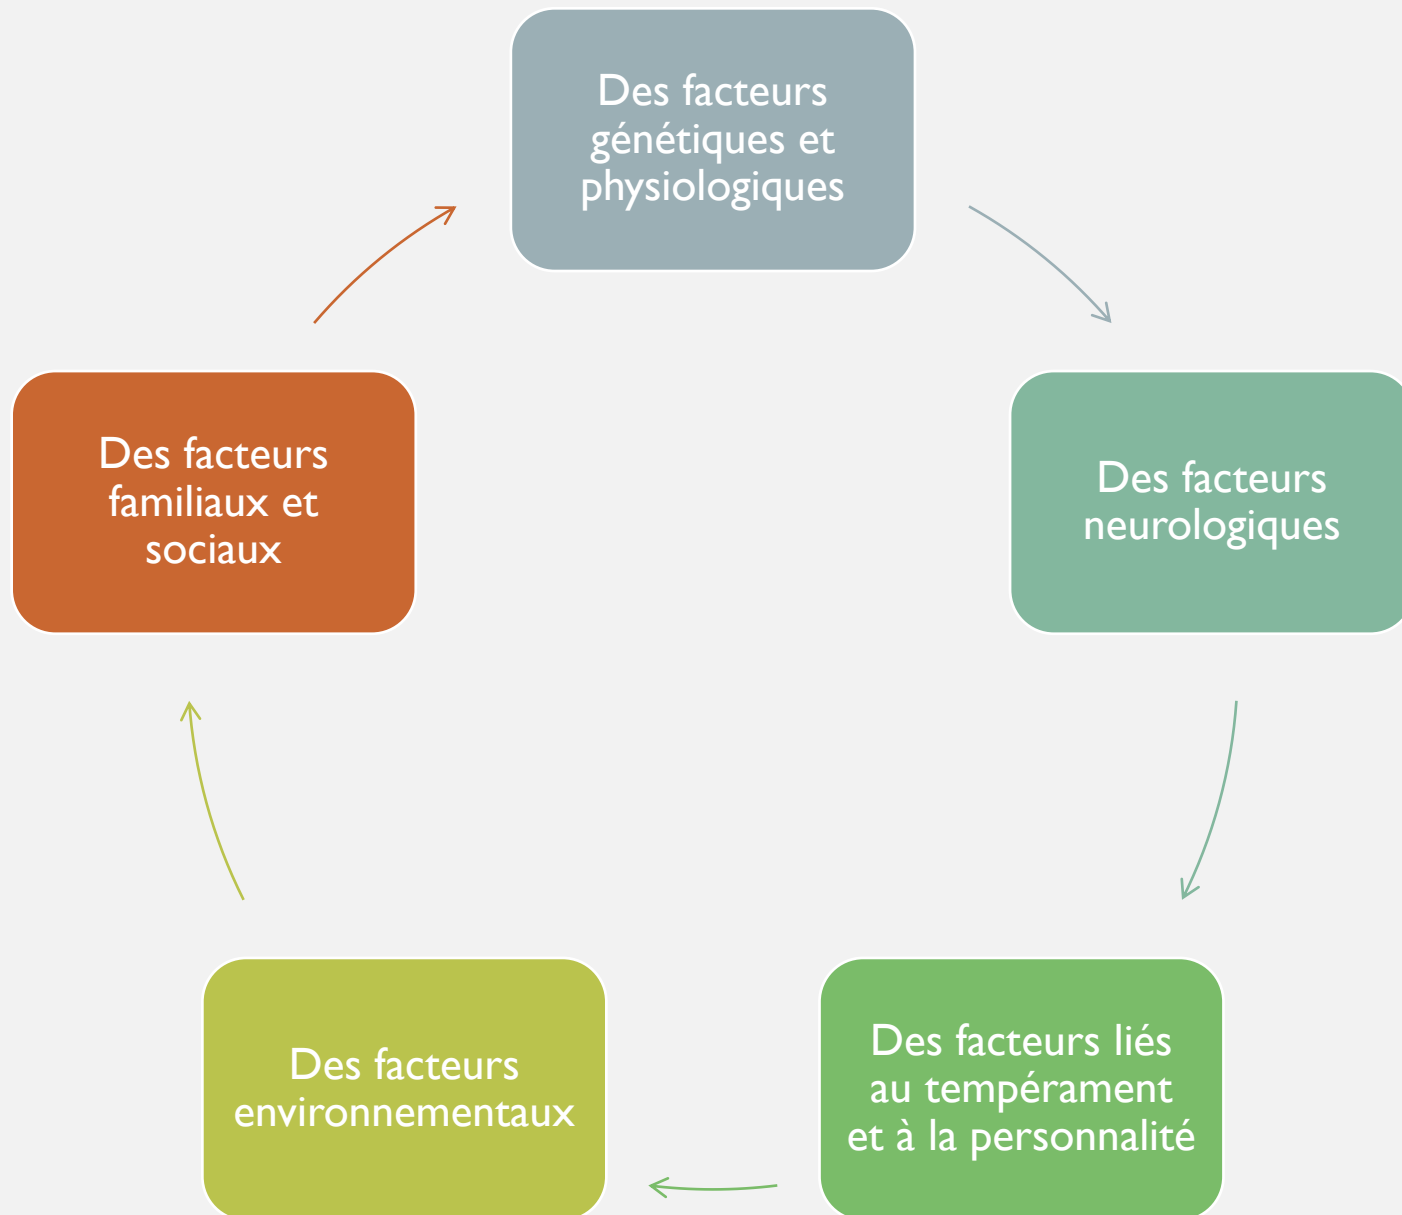 Des facteurs
génétiques et
physiologiques
Des facteurs
neurologiques
Des facteurs liés
au tempérament
et à la personnalité
Des facteurs
environnementaux
Des facteurs
familiaux et
sociaux